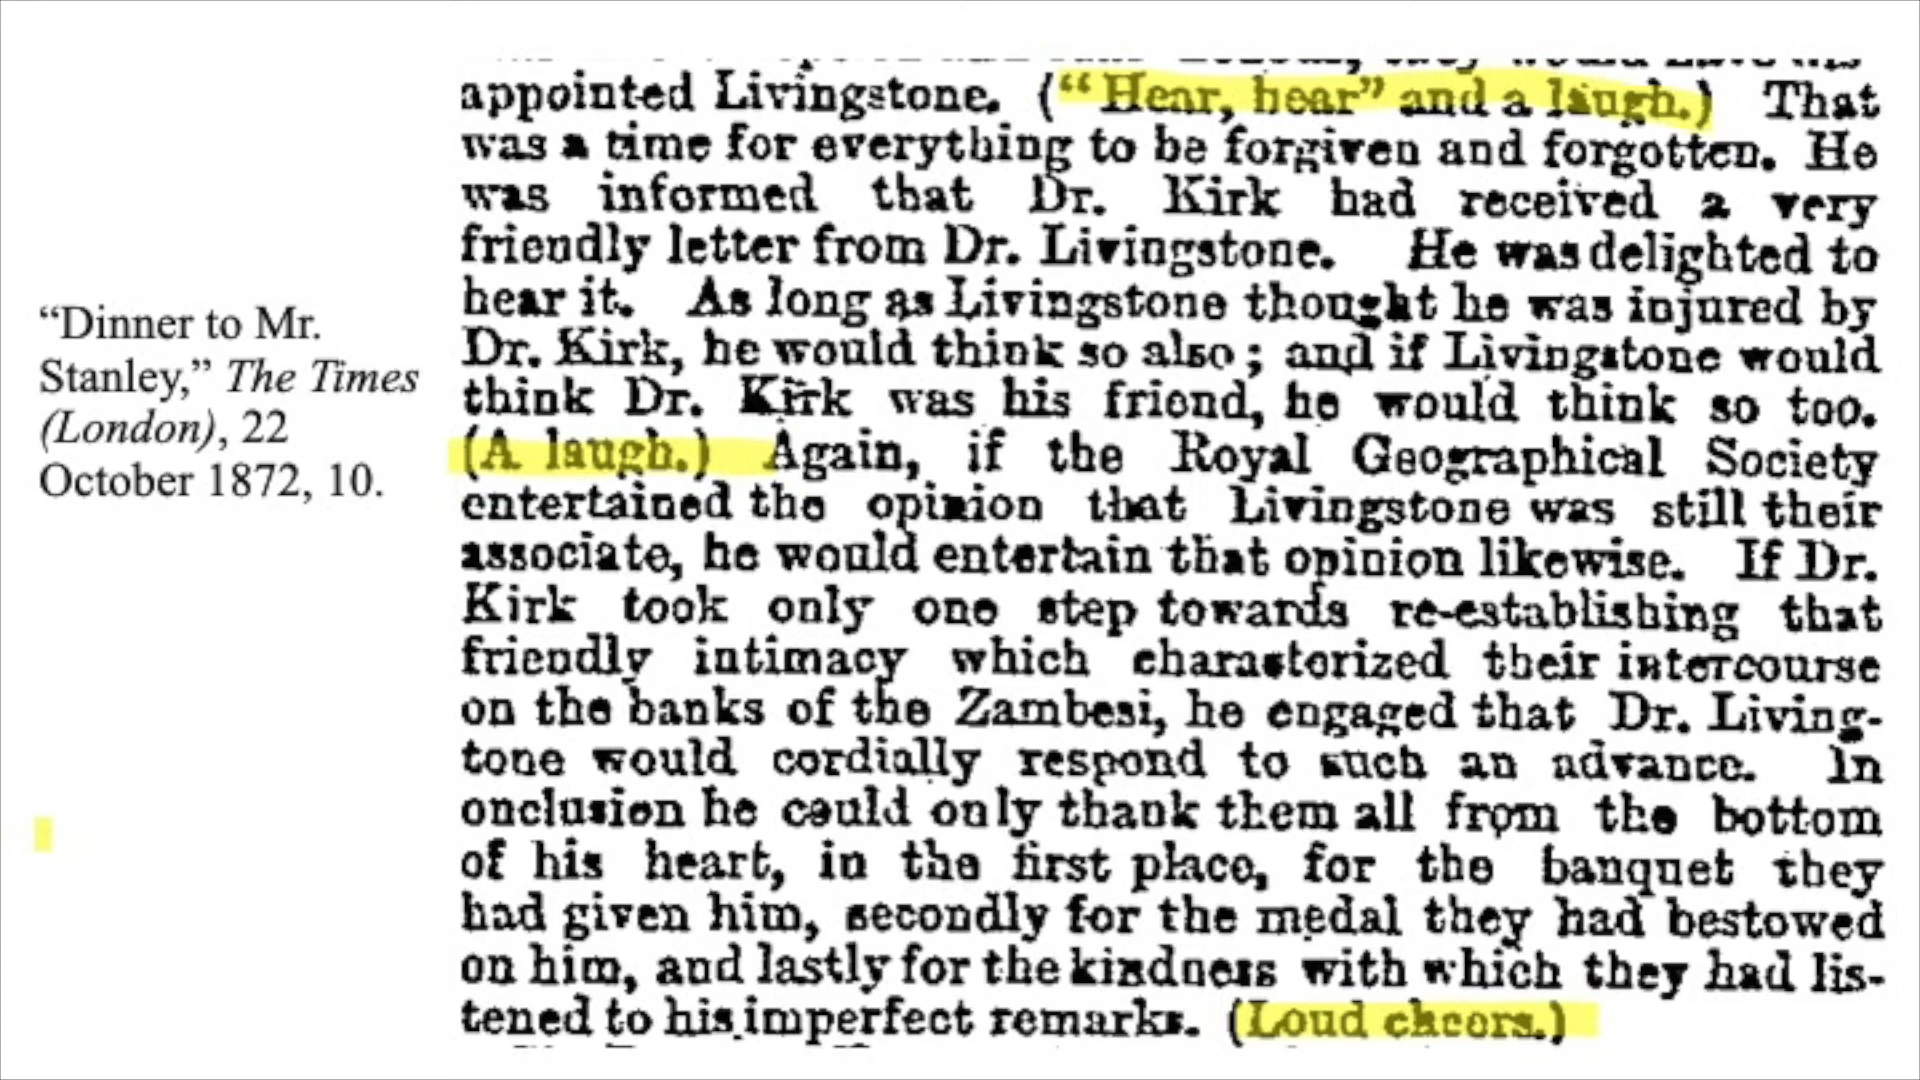 “Dinner to Mr.
Stanley,” The Times
(London), 22
October 1872, 10.
appointed Livingstone. (“Hear, hear” and a laugh.) That
was a time for everything to be forgiven and forgotten. He
was informed that Dr. Kirk had received a very
friendly letter from Dr. Livingstone. He was delighted to
hear it. As long as Livingstone thought he was injured by
Dr. Kirk, he would think so also; and if Livingstone would
think Dr. Kirk was his friend, he would think so too.
(A laugh.) Again, if the Royal Geographical Society
entertained the opinion that Livingstone was still their
associate, he would entertain that opinion likewise. If Dr.
Kirk took only one step towards re-establishing that
friendly intimacy which characterized their intercourse
on the banks of the Zambesi, he engaged that Dr. Living-
tone would cordially respond to such an advance. In
onclusion he could only thank them all from the bottom
of his heart, in the first place, for the banquet they
had given him, secondly for the medal they had bestowed
on him, and lastly for the kindness with which they had lis-
tened to his imperfect remarks. (Loud cheers.)